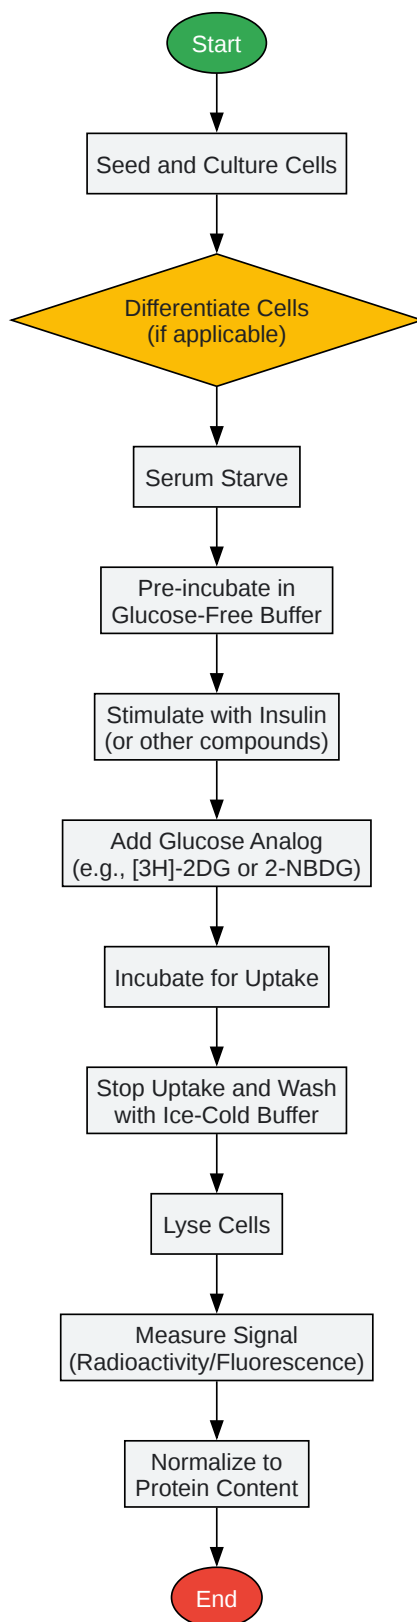 Start
Seed and Culture Cells
Differentiate Cells
(if applicable)
Serum Starve
Pre-incubate in
Glucose-Free Buffer
Stimulate with Insulin
(or other compounds)
Add Glucose Analog
(e.g., [3H]-2DG or 2-NBDG)
Incubate for Uptake
Stop Uptake and Wash
with Ice-Cold Buffer
Lyse Cells
Measure Signal
(Radioactivity/Fluorescence)
Normalize to
Protein Content
End